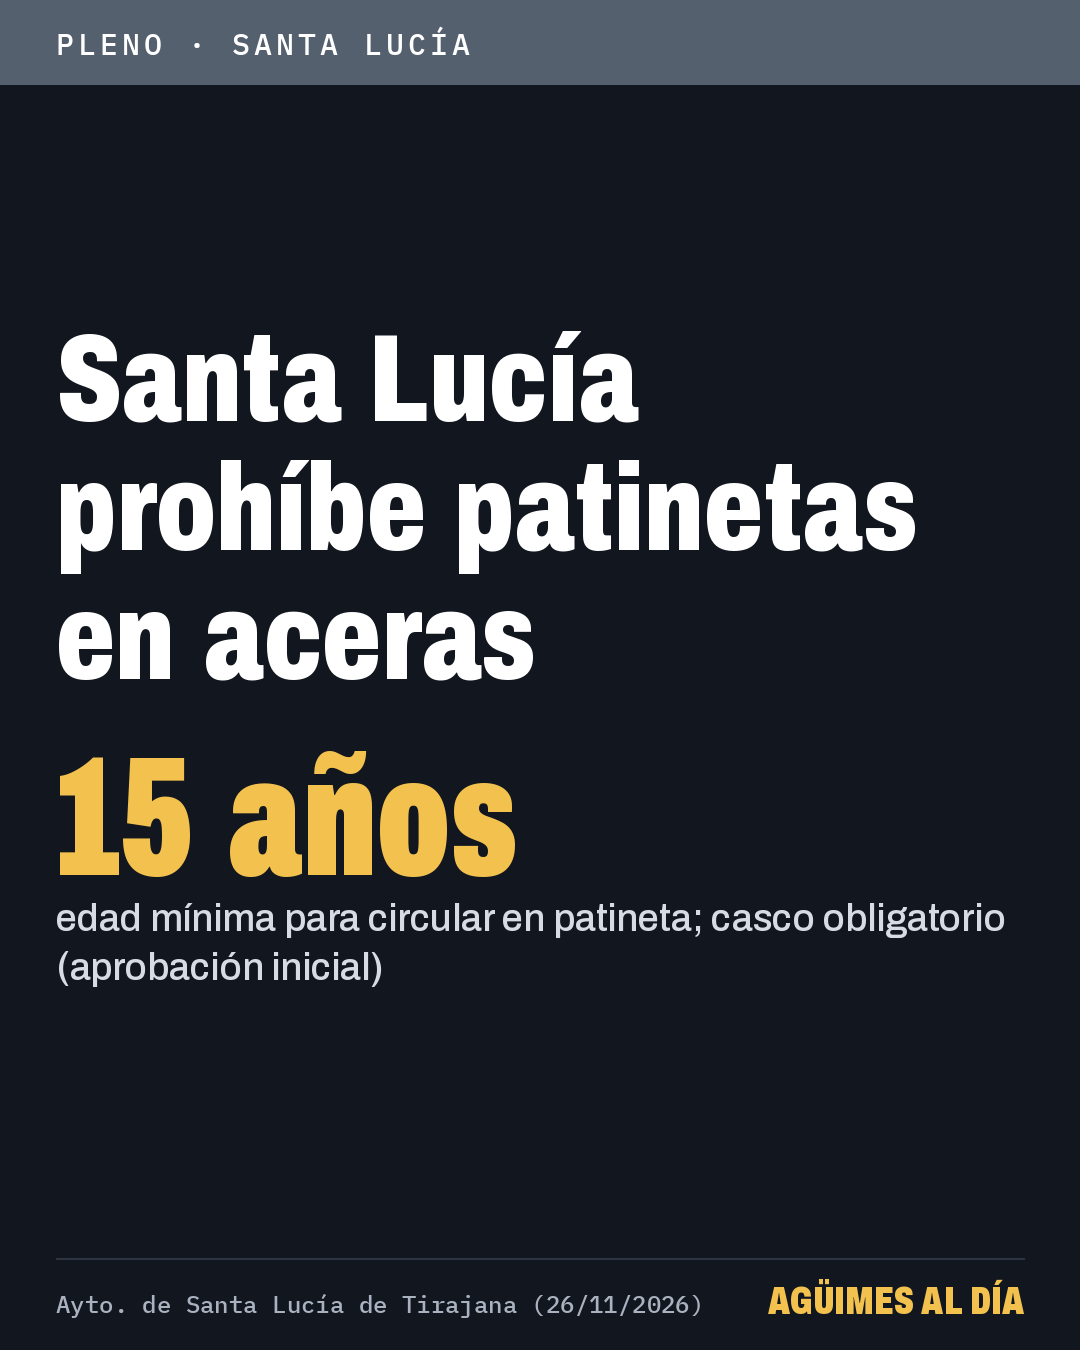 PLENO · SANTA LUCÍA
Santa Lucía
prohíbe patinetas
en aceras
15 años
edad mínima para circular en patineta; casco obligatorio
(aprobación inicial)
Ayto. de Santa Lucía de Tirajana (26/11/2026)
AGÜIMES AL DÍA